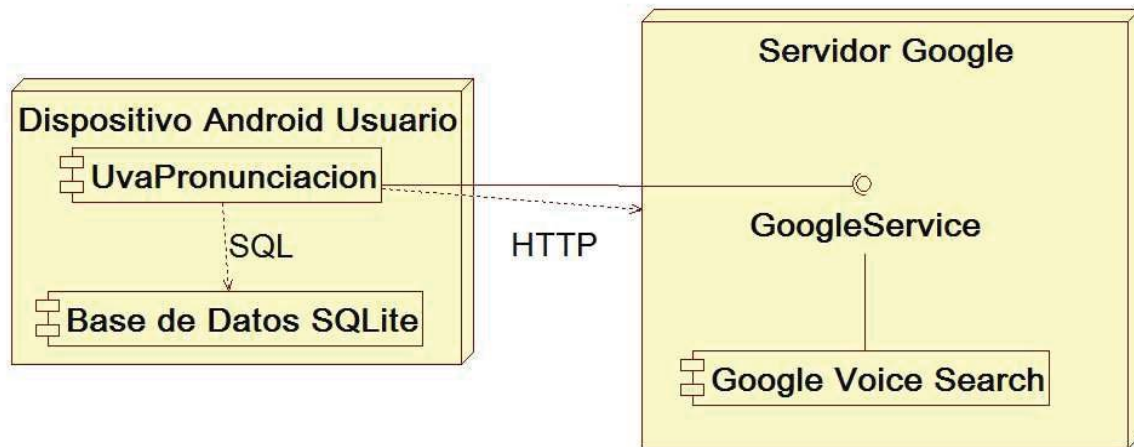 Servidor Google
Dispositivo Android Usuario
UvaPronunciacion
SQL
HTTP
GoogleService
Base de Datos SQLite
Google Voice Search